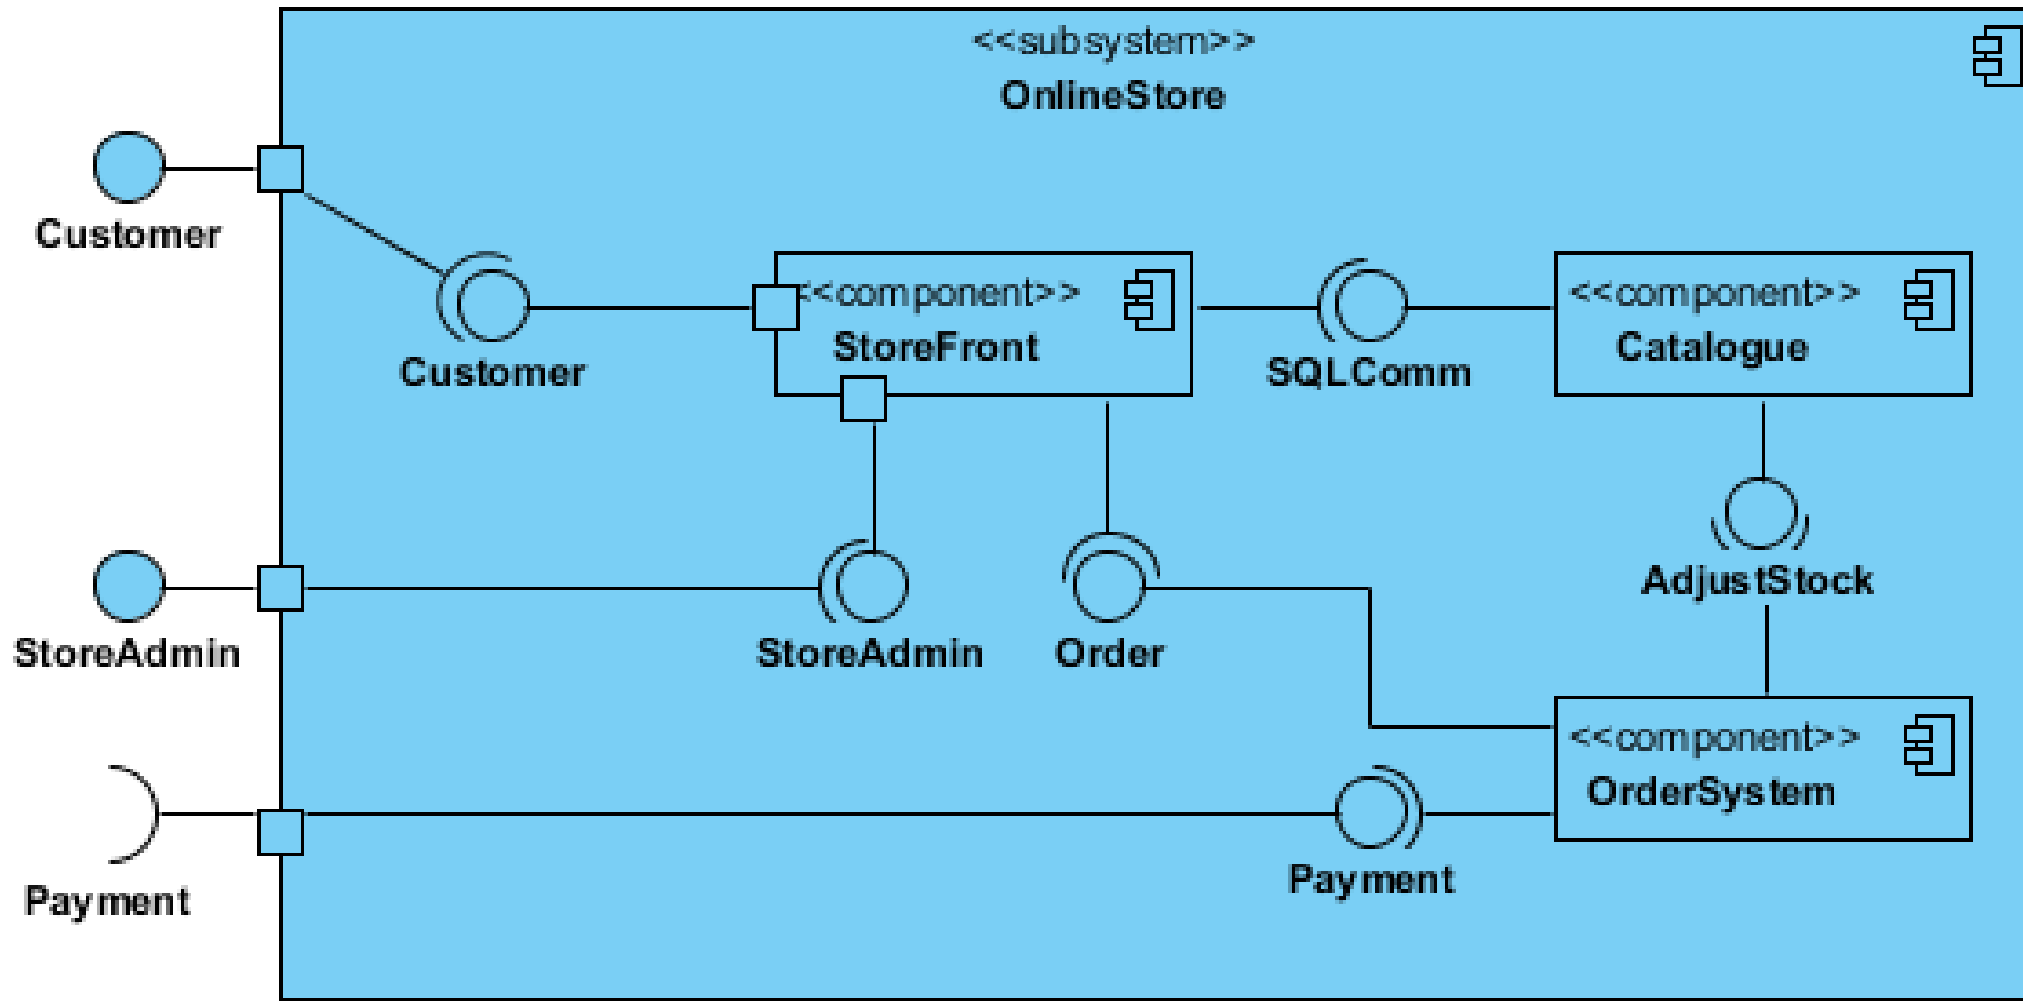 <<subsystem>>
OnlineStore
Customer
<<component>>
StoreFront
<<component>>
Catalogue
Customer
SQLComm
AdjustStock
StoreAdmin
StoreAdmin
Order
<<component>>
OrderSystem
Payment
Payment